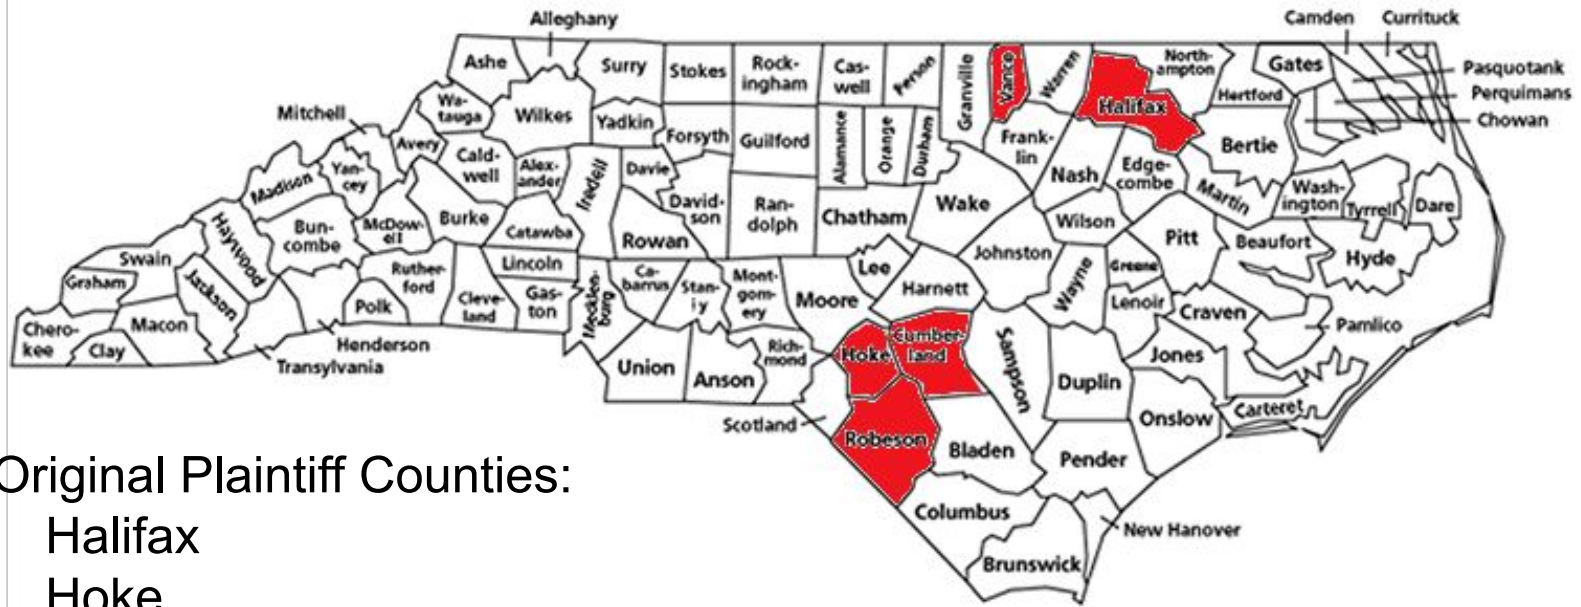 Alleghany
Camden
Currituck
Ashe
Surry
Stokes
Rock-
ingham
Cas-
well
Person
Granville
Vance
Warren
North-
ampton
Gates
Pasquotank
Perquimans
Chowan
Hertford
Halifax
Mitchell
Wa-
tauga
Wilkes
Yadkin
Forsyth
Guilford
Alamance
Orange
Durham
Frank-
lin
Nash
Edge-
combe
Bertie
Avery
Cald-
well
Alex-
ander
Iredell
Davie
Madison
Yan-
cey
Burke
McDow-
ell
Catawba
Rowan
David-
son
Ran-
dolph
Chatham
Wake
Wilson
Martin
Wash-
ington
Tyrrell
Dare
Haywood
Bun-
combe
Swain
Graham
Jackson
Ruther-
ford
Lincoln
Ca-
barrus
Stan-
ly
Mont-
gom-
ery
Moore
Lee
Harnett
Johnston
Wayne
Greene
Pitt
Beaufort
Hyde
Lenoir
Craven
Pamlico
Polk
Cleve-
land
Gas-
ton
Mecklen-
burg
Chero-
kee
Clay
Macon
Henderson
Transylvania
Union
Anson
Rich-
mond
Hoke
Cumber-
land
Sampson
Duplin
Jones
Onslow
Carteret
Scotland
Robeson
Bladen
Pender
Columbus
Brunswick
New Hanover
Original Plaintiff Counties:
Halifax
Hoke